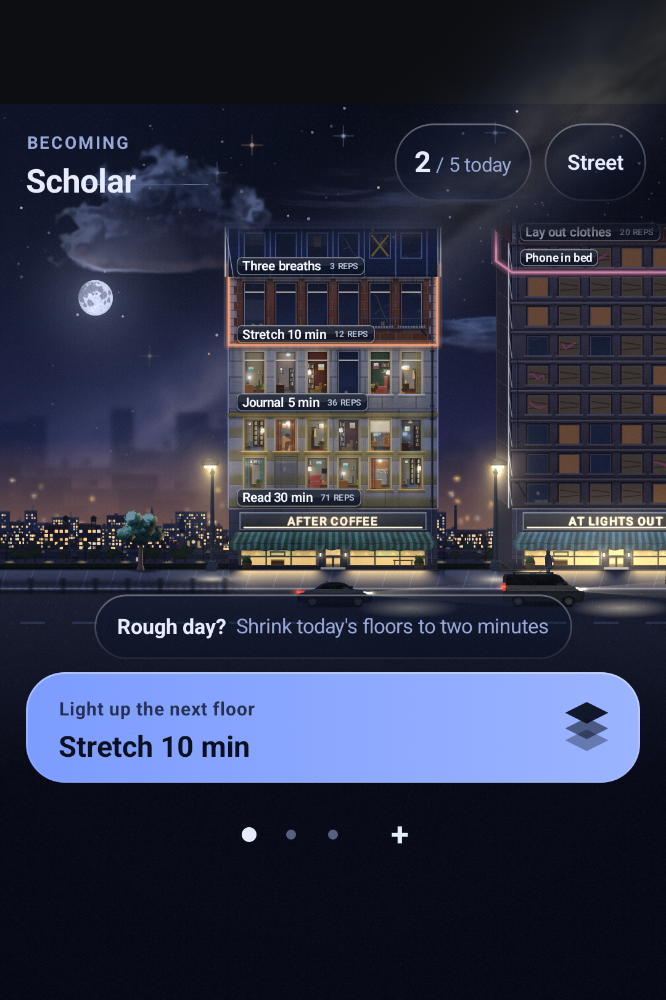 BECOMING
Scholar
2 / 5 today
Street
Three breaths 3 REPS
Stretch 10 min 12 REPS
Journal 5 min 36 REPS
Read 30 min 71 REPS
AFTER COFFEE
Lay out clothes 20 REPS
Phone in bed
AT LIGHTS OUT
Rough day? Shrink today's floors to two minutes
Light up the next floor
Stretch 10 min
+